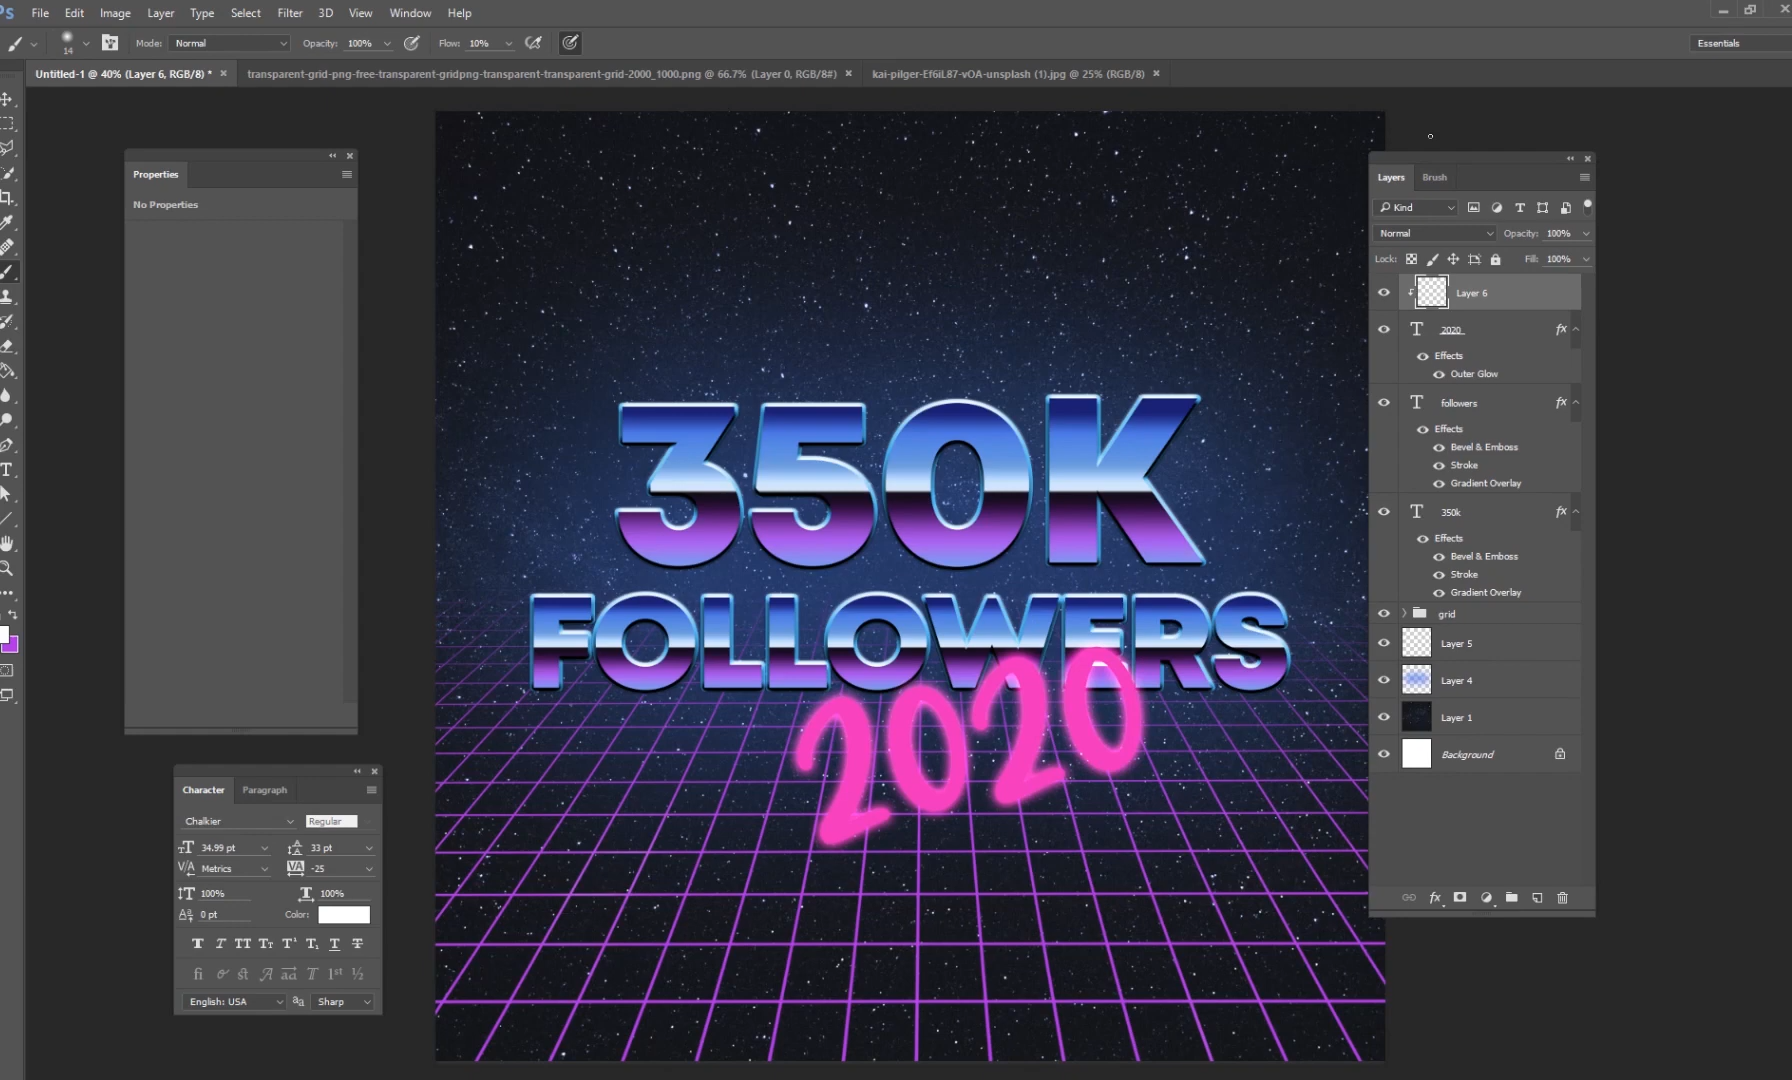 Ps File Edit Image Layer Type Select Filter 3D View Window Help
14 Mode: Normal Opacity: 100% Flow: 10% Essentials
Untitled-1 @ 40% (Layer 6, RGB/8) * × transparent-grid-png-free-transparent-gridpng-transparent-transparent-grid-2000_1000.png @ 66.7% (Layer 0, RGB/8#) × kai-pilger-Ef6iL87-vOA-unsplash (1).jpg @ 25% (RGB/8) ×
Properties
No Properties
350K
FOLLOWERS
2020
Character Paragraph
Chalkier Regular
34.99 pt 33 pt
Metrics -25
100% 100%
0 pt Color:
English: USA Sharp
Layers Brush
Kind
Normal Opacity: 100%
Lock: Fill: 100%
Layer 6
2020 fx
Effects
Outer Glow
followers fx
Effects
Bevel & Emboss
Stroke
Gradient Overlay
350k fx
Effects
Bevel & Emboss
Stroke
Gradient Overlay
grid
Layer 5
Layer 4
Layer 1
Background
fx